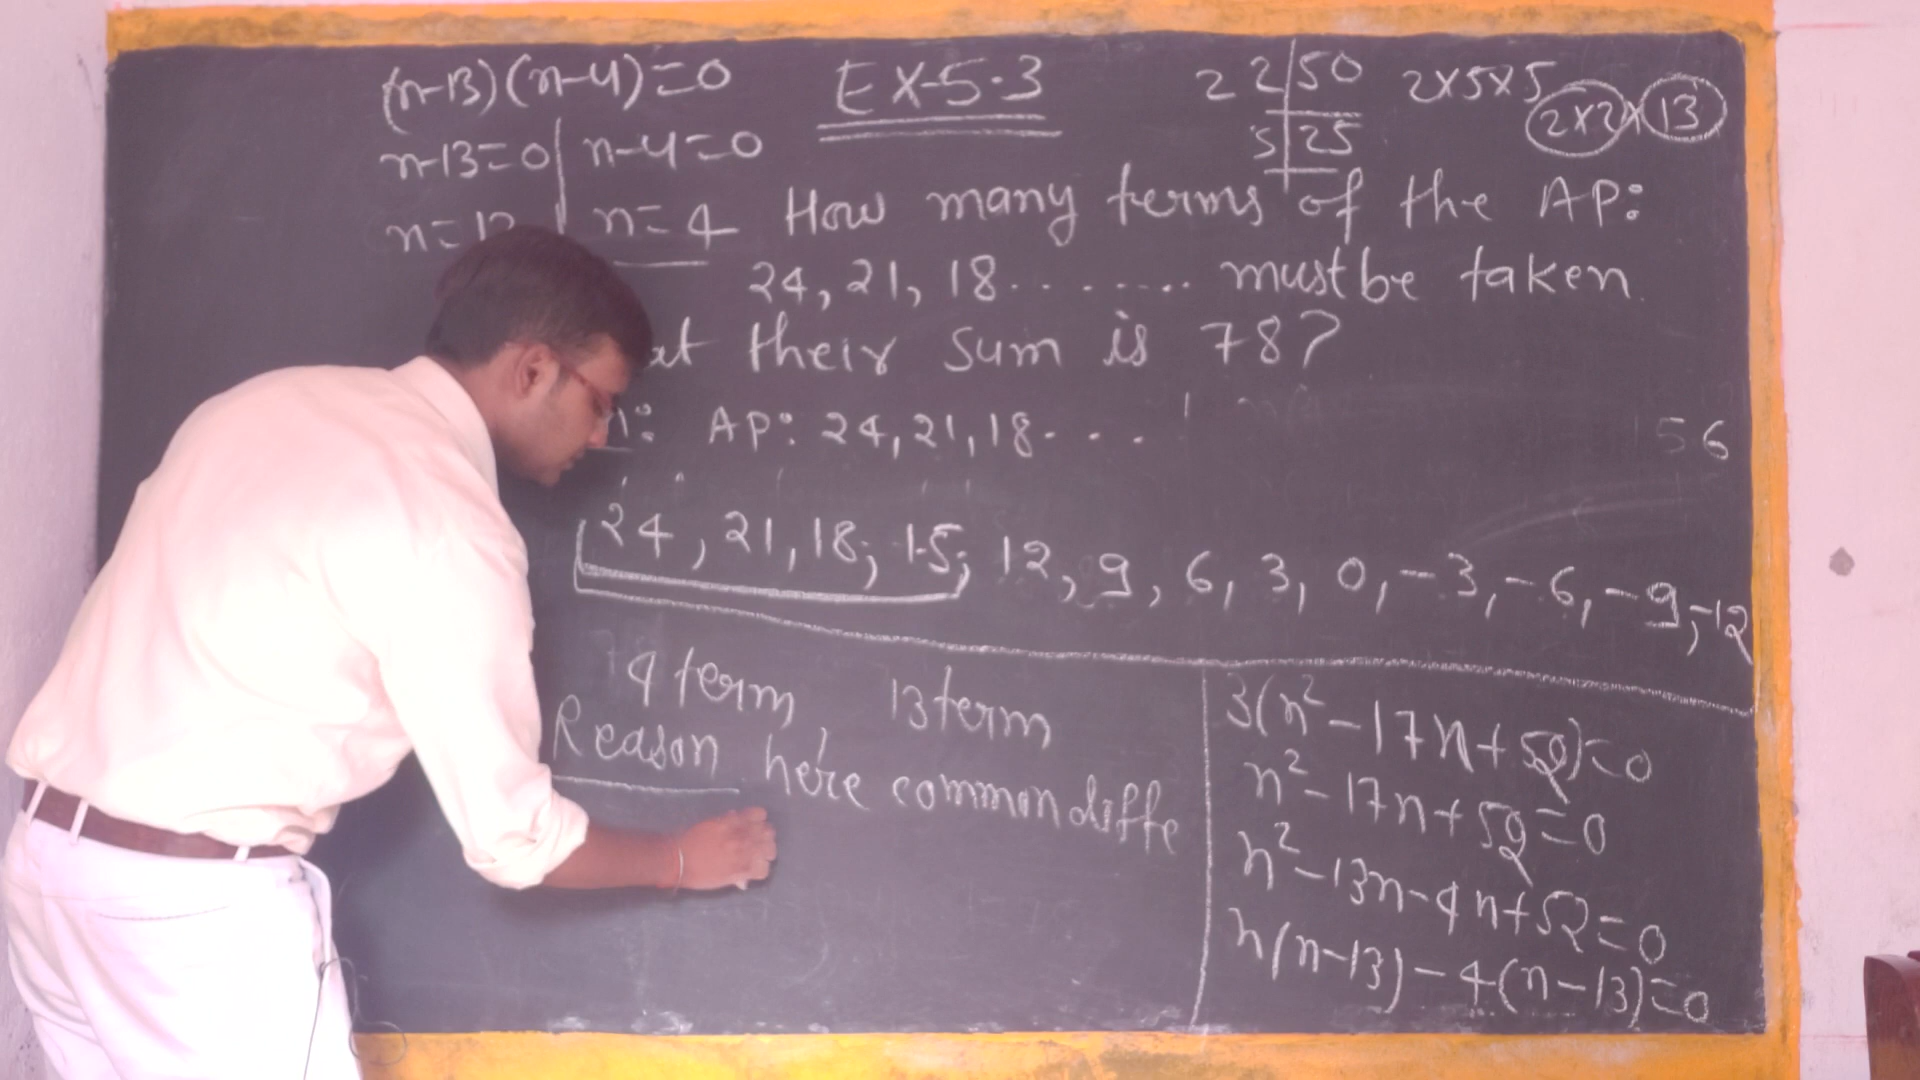 (n-13)(n-4)=0
n-13=0 | n-4=0
n=13 | n=4
EX-5.3
2 2|50
5|25
2×5×5
2×2×13
How many terms of the AP:
24, 21, 18........ must be taken.
at their sum is 78?
n: AP: 24, 21, 18....
56
24, 21, 18, 15, 12, 9, 6, 3, 0, -3, -6, -9, -12
4 term, 13 term
Reason here common diffe
3(n²-17n+52)=0
n²-17n+52=0
n²-13n-4n+52=0
n(n-13)-4(n-13)=0